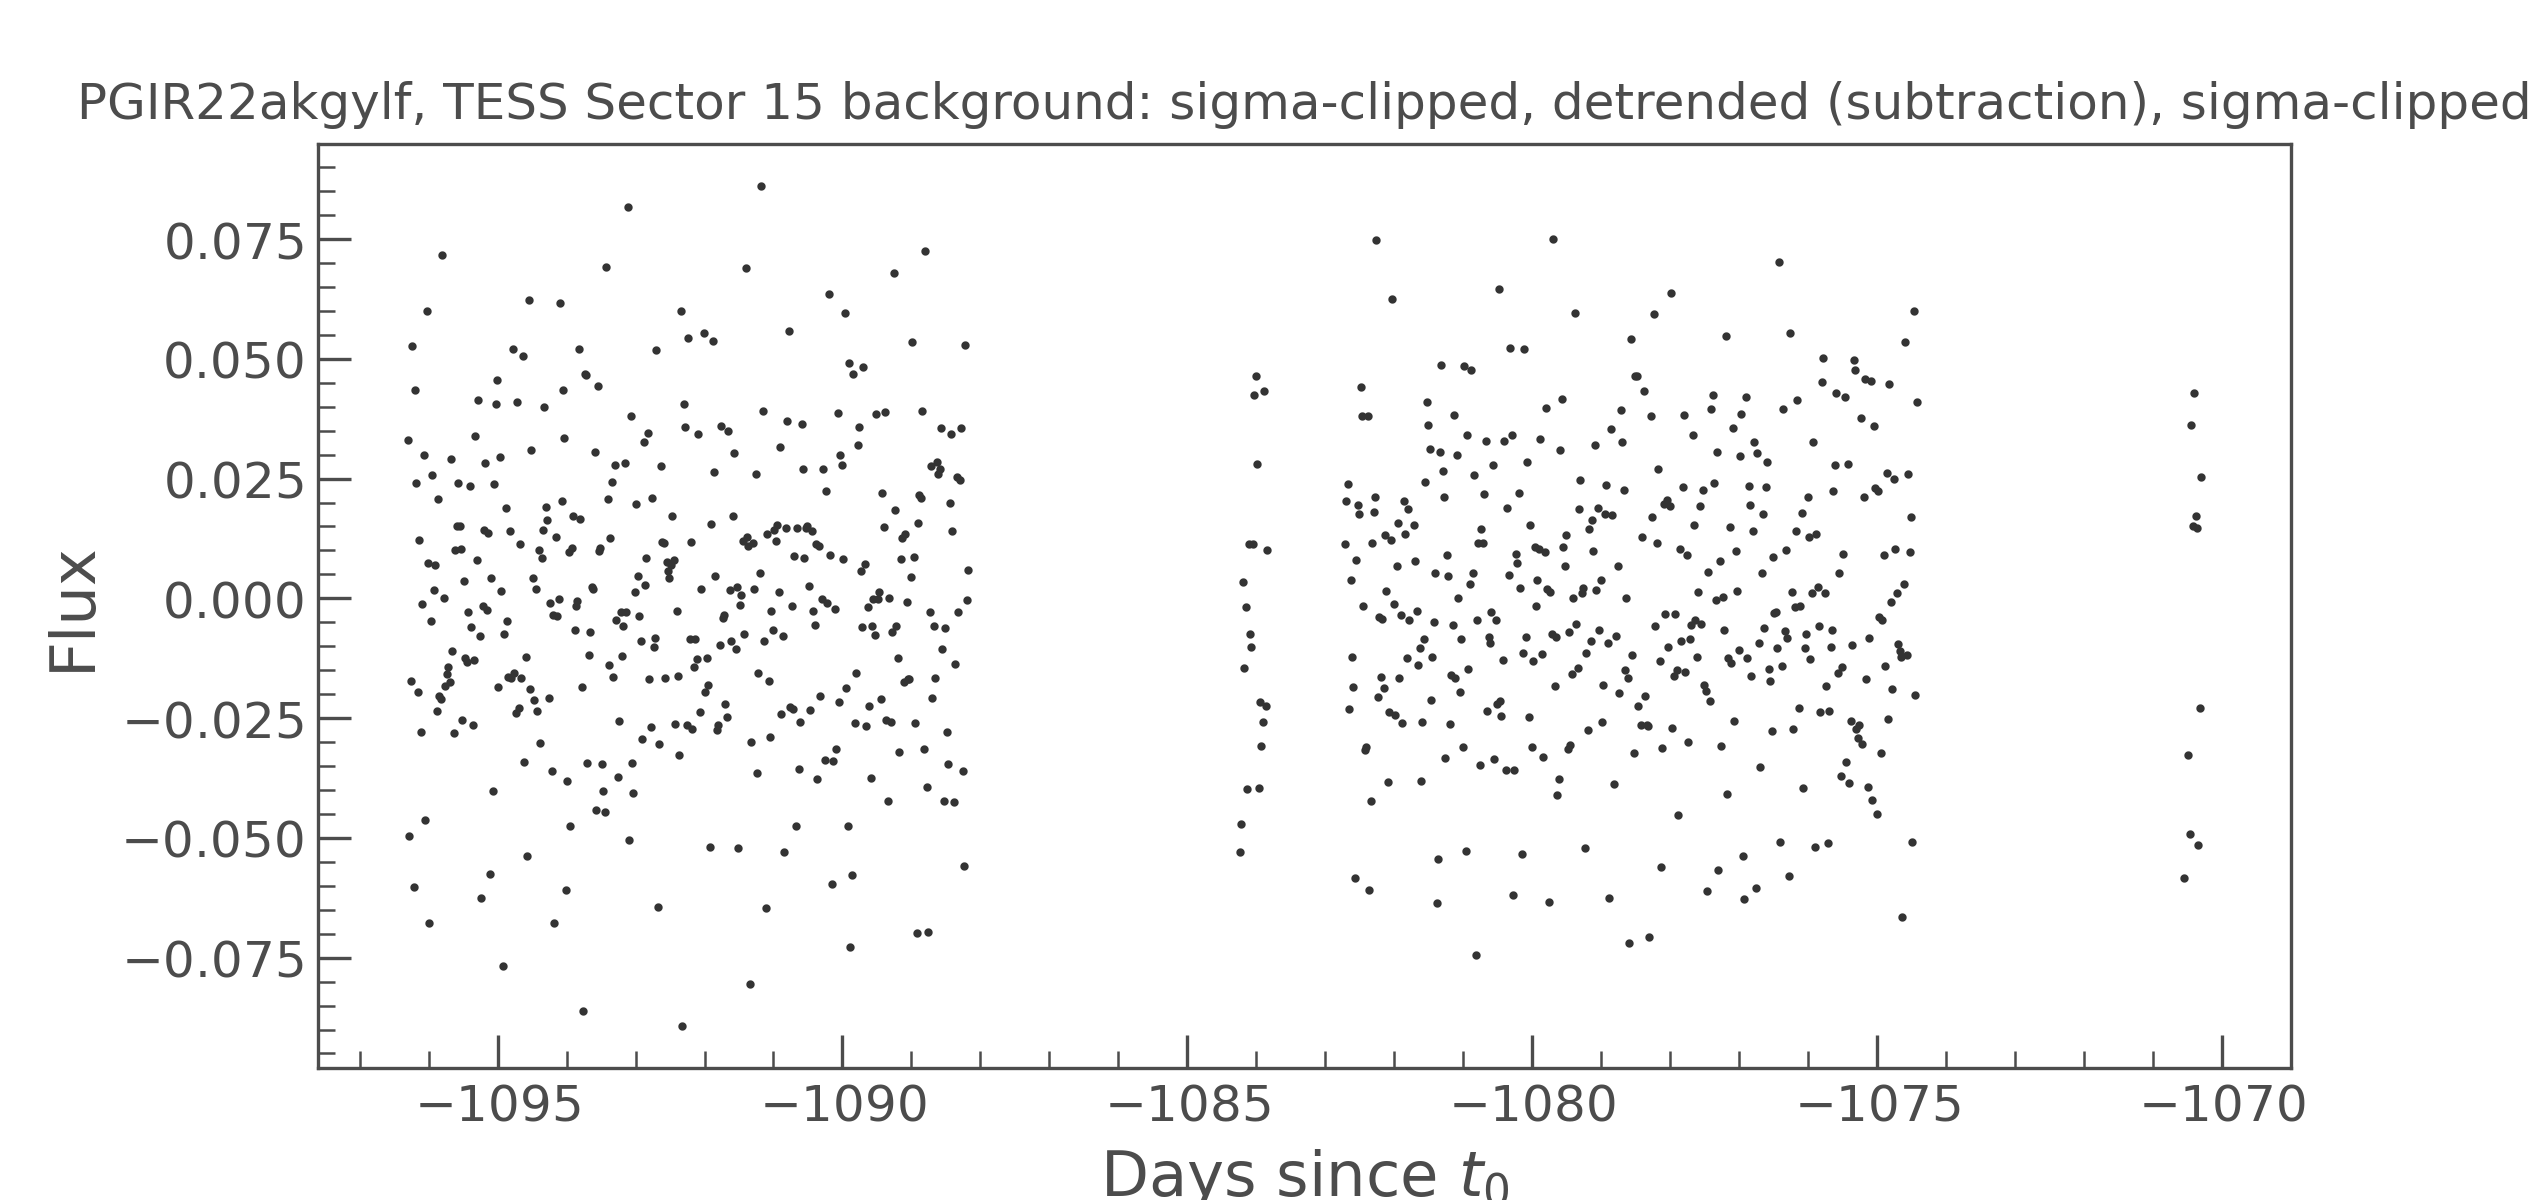 PGIR22akgylf, TESS Sector 15 background: sigma-clipped, detrended (subtraction), sigma-clipped
Flux
0.075
0.050
0.025
0.000
−0.025
−0.050
−0.075
−1095 −1090 −1085 −1080 −1075 −1070
Days since t0